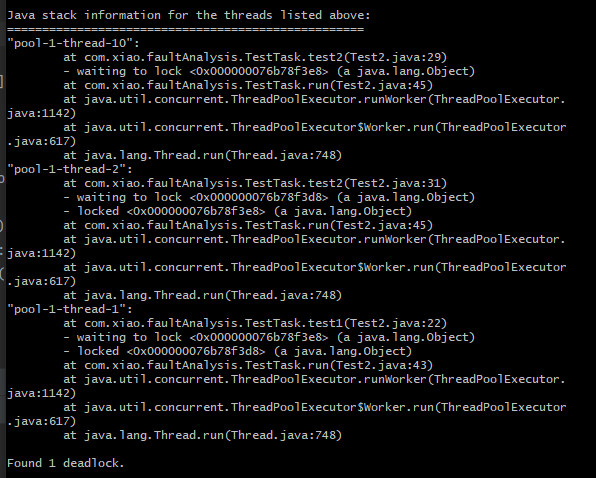 Java stack information for the threads listed above:
===================================================
"pool-1-thread-10":
        at com.xiao.faultAnalysis.TestTask.test2(Test2.java:29)
        - waiting to lock <0x000000076b78f3e8> (a java.lang.Object)
        at com.xiao.faultAnalysis.TestTask.run(Test2.java:45)
        at java.util.concurrent.ThreadPoolExecutor.runWorker(ThreadPoolExecutor.
java:1142)
        at java.util.concurrent.ThreadPoolExecutor$Worker.run(ThreadPoolExecutor
.java:617)
        at java.lang.Thread.run(Thread.java:748)
"pool-1-thread-2":
        at com.xiao.faultAnalysis.TestTask.test2(Test2.java:31)
        - waiting to lock <0x000000076b78f3d8> (a java.lang.Object)
        - locked <0x000000076b78f3e8> (a java.lang.Object)
        at com.xiao.faultAnalysis.TestTask.run(Test2.java:45)
        at java.util.concurrent.ThreadPoolExecutor.runWorker(ThreadPoolExecutor.
java:1142)
        at java.util.concurrent.ThreadPoolExecutor$Worker.run(ThreadPoolExecutor
.java:617)
        at java.lang.Thread.run(Thread.java:748)
"pool-1-thread-1":
        at com.xiao.faultAnalysis.TestTask.test1(Test2.java:22)
        - waiting to lock <0x000000076b78f3e8> (a java.lang.Object)
        - locked <0x000000076b78f3d8> (a java.lang.Object)
        at com.xiao.faultAnalysis.TestTask.run(Test2.java:43)
        at java.util.concurrent.ThreadPoolExecutor.runWorker(ThreadPoolExecutor.
java:1142)
        at java.util.concurrent.ThreadPoolExecutor$Worker.run(ThreadPoolExecutor
.java:617)
        at java.lang.Thread.run(Thread.java:748)

Found 1 deadlock.